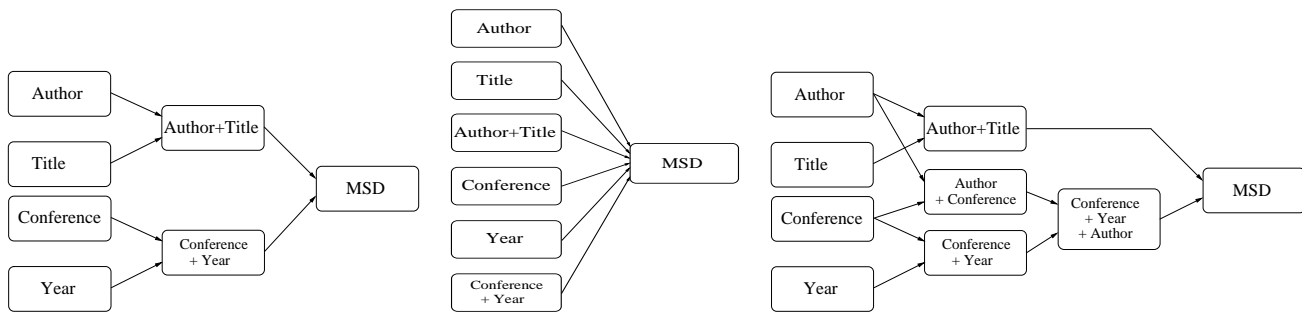 Author
Title
Conference
Year
Author+Title
Conference
+ Year
MSD
Author
Title
Author+Title
Conference
Year
Conference
+ Year
MSD
Author
Title
Conference
Year
Author+Title
Author
+ Conference
Conference
+ Year
Conference
+ Year
+ Author
MSD